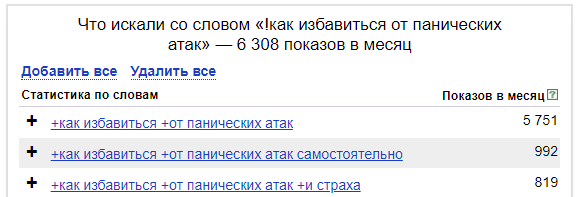 Что искали со словом «!как избавиться от панических
атак» — 6 308 показов в месяц
Добавить все Удалить все
Статистика по словам Показов в месяц ?
+ +как избавиться +от панических атак 5 751
+ +как избавиться +от панических атак самостоятельно 992
+ +как избавиться +от панических атак +и страха 819